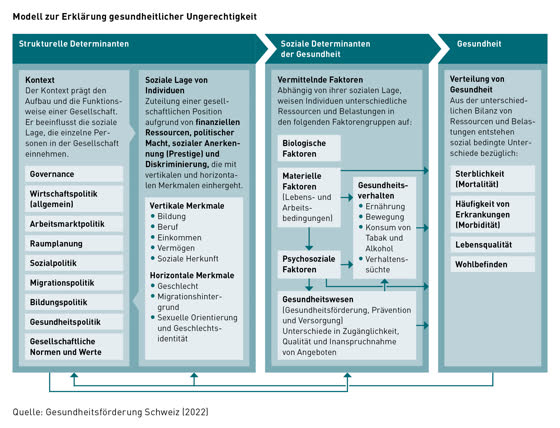 Modell zur Erklärung gesundheitlicher Ungerechtigkeit
Strukturelle Determinanten
Kontext
Der Kontext prägt den
Aufbau und die Funktions-
weise einer Gesellschaft.
Er beeinflusst die soziale
Lage, die einzelne Per-
sonen in der Gesellschaft
einnehmen.
Governance
Wirtschaftspolitik
(allgemein)
Arbeitsmarktpolitik
Raumplanung
Sozialpolitik
Migrationspolitik
Bildungspolitik
Gesundheitspolitik
Gesellschaftliche
Normen und Werte
Soziale Lage von
Individuen
Zuteilung einer gesell-
schaftlichen Position
aufgrund von finanziellen
Ressourcen, politischer
Macht, sozialer Anerken-
nung (Prestige) und
Diskriminierung, die mit
vertikalen und horizonta-
len Merkmalen einhergeht.
Vertikale Merkmale
• Bildung
• Beruf
• Einkommen
• Vermögen
• Soziale Herkunft
Horizontale Merkmale
• Geschlecht
• Migrationshinter-
grund
• Sexuelle Orientierung
und Geschlechts-
identität
Soziale Determinanten
der Gesundheit
Vermittelnde Faktoren
Abhängig von ihrer sozialen Lage,
weisen Individuen unterschiedliche
Ressourcen und Belastungen in
den folgenden Faktorengruppen auf:
Biologische
Faktoren
Materielle
Faktoren
(Lebens- und
Arbeits-
bedingungen)
Psychosoziale
Faktoren
Gesundheits-
verhalten
• Ernährung
• Bewegung
• Konsum von
Tabak und
Alkohol
• Verhaltens-
süchte
Gesundheitswesen
(Gesundheitsförderung, Prävention
und Versorgung)
Unterschiede in Zugänglichkeit,
Qualität und Inanspruchnahme
von Angeboten
Gesundheit
Verteilung von
Gesundheit
Aus der unterschied-
lichen Bilanz von
Ressourcen und Belas-
tungen entstehen
sozial bedingte Unter-
schiede bezüglich:
Sterblichkeit
(Mortalität)
Häufigkeit von
Erkrankungen
(Morbidität)
Lebensqualität
Wohlbefinden
Quelle: Gesundheitsförderung Schweiz (2022)